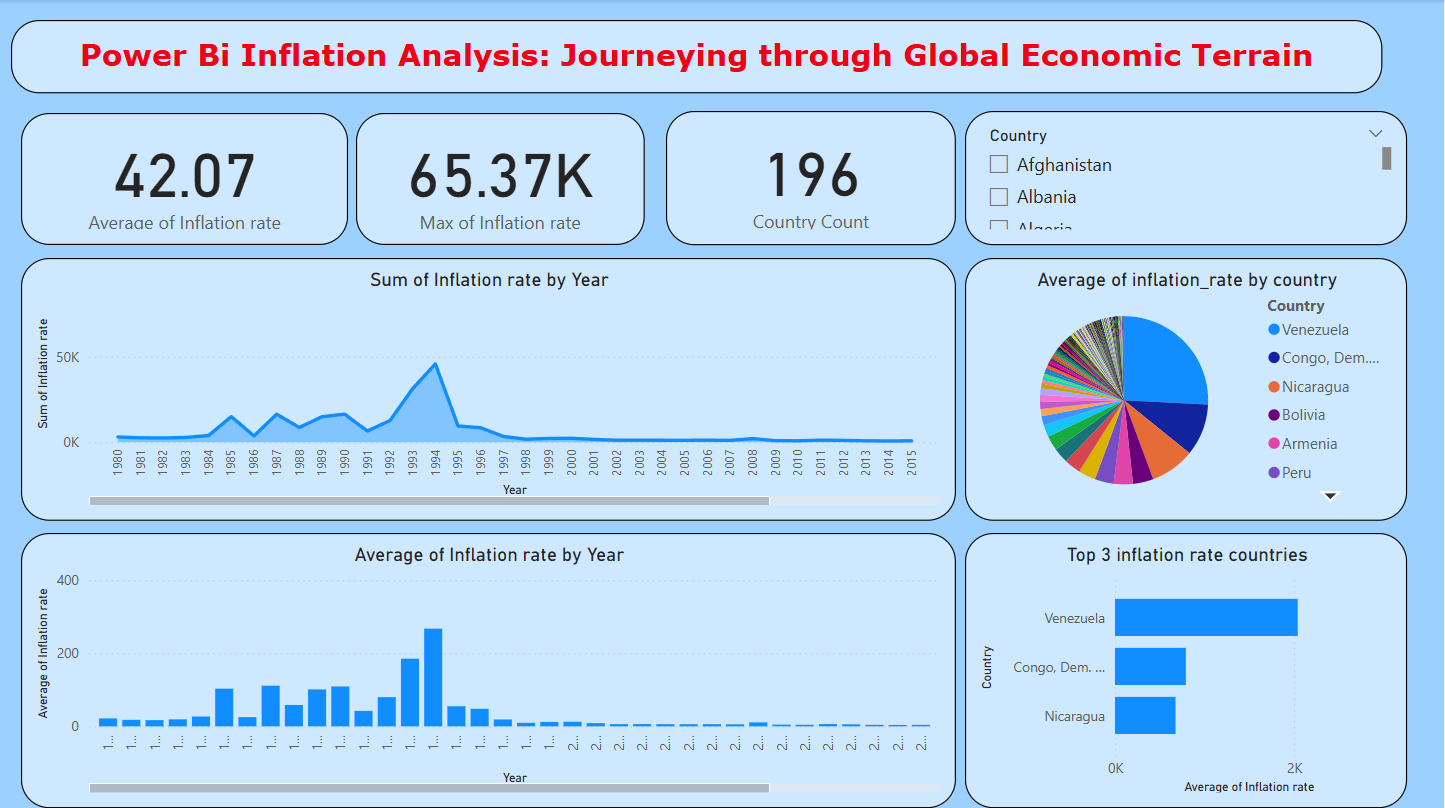 Power Bi Inflation Analysis: Journeying through Global Economic Terrain
42.07
Average of Inflation rate
65.37K
Max of Inflation rate
196
Country Count
Country
Afghanistan
Albania
Algeria
Sum of Inflation rate by Year
Sum of Inflation rate
50K
0K
1980 1981 1982 1983 1984 1985 1986 1987 1988 1989 1990 1991 1992 1993 1994 1995 1996 1997 1998 1999 2000 2001 2002 2003 2004 2005 2006 2007 2008 2009 2010 2011 2012 2013 2014 2015
Year
Average of inflation_rate by country
Country
Venezuela
Congo, Dem....
Nicaragua
Bolivia
Armenia
Peru
Average of Inflation rate by Year
Average of Inflation rate
400
200
0
1... 1... 1... 1... 1... 1... 1... 1... 1... 1... 1... 1... 1... 1... 1... 1... 1... 1... 1... 1... 2... 2... 2... 2... 2... 2... 2... 2... 2... 2... 2... 2... 2... 2... 2... 2...
Year
Top 3 inflation rate countries
Country
Venezuela
Congo, Dem. ...
Nicaragua
0K 2K
Average of Inflation rate